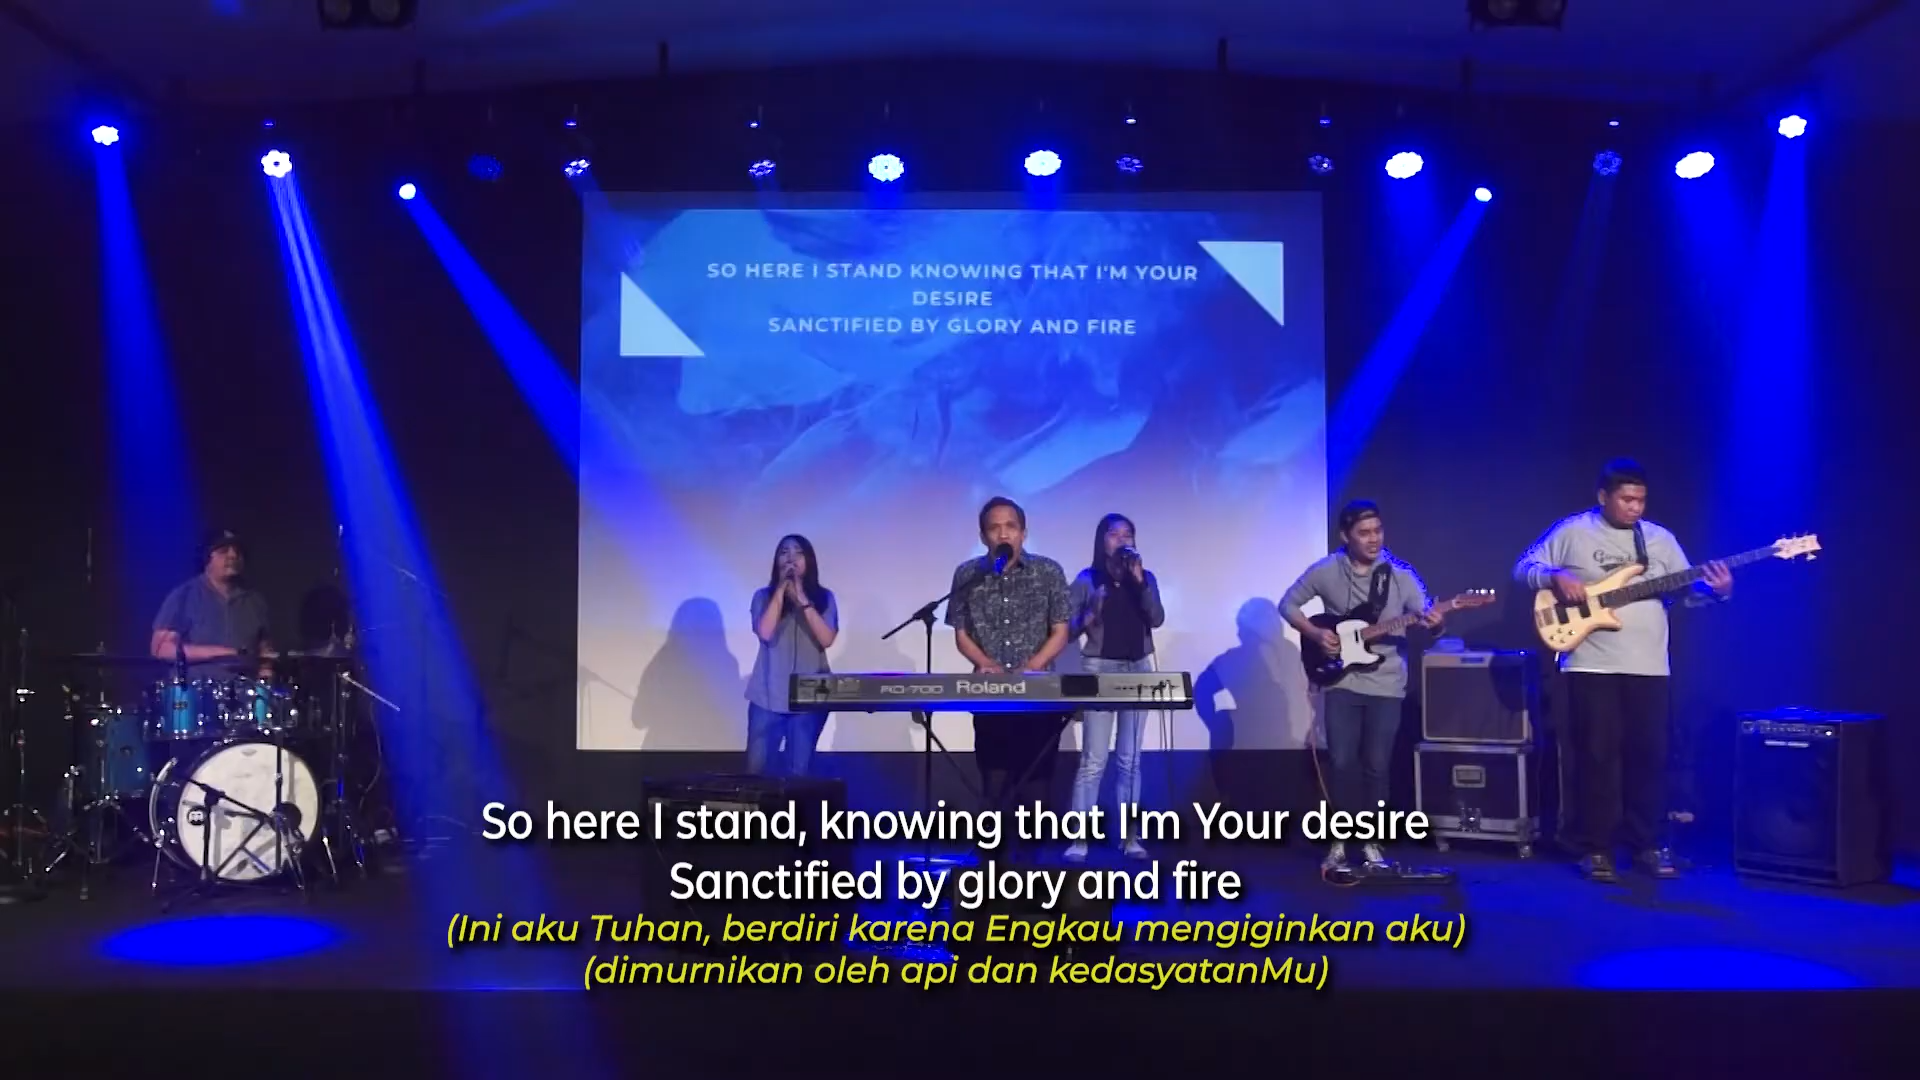 SO HERE I STAND KNOWING THAT I'M YOUR
DESIRE
SANCTIFIED BY GLORY AND FIRE
RD-700 Roland
So here I stand, knowing that I'm Your desire
Sanctified by glory and fire
(Ini aku Tuhan, berdiri karena Engkau mengiginkan aku)
(dimurnikan oleh api dan kedasyatanMu)